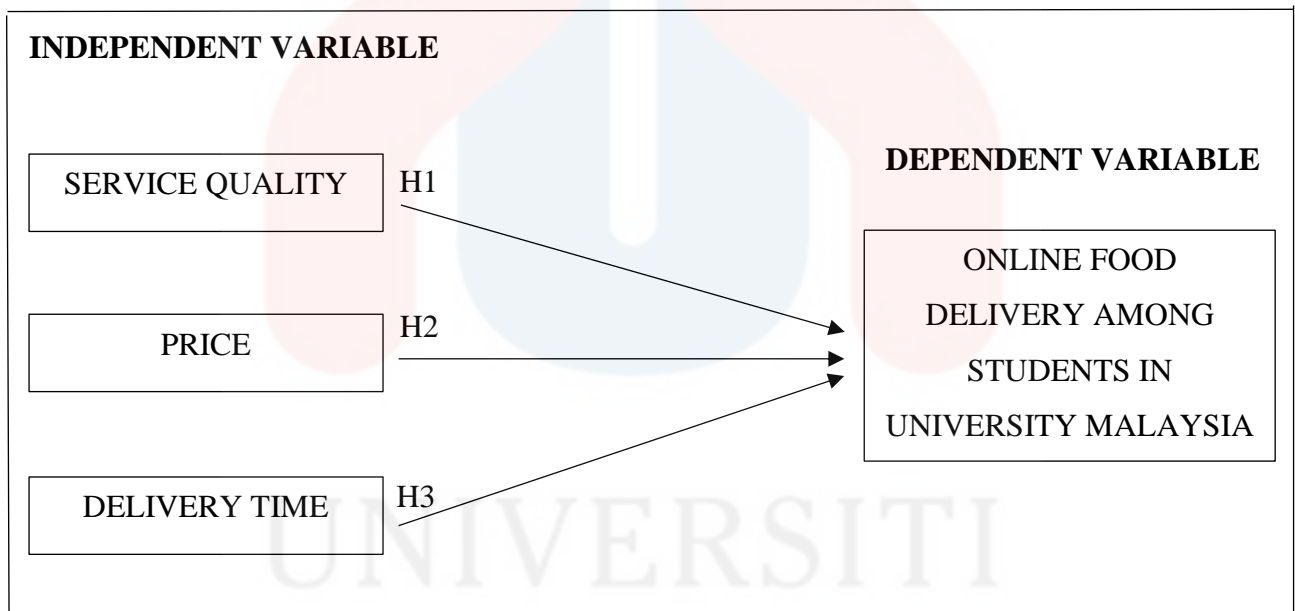 INDEPENDENT VARIABLE
SERVICE QUALITY
H1
PRICE
H2
DELIVERY TIME
H3
DEPENDENT VARIABLE
ONLINE FOOD
DELIVERY AMONG
STUDENTS IN
UNIVERSITY MALAYSIA
UNIVERSITI